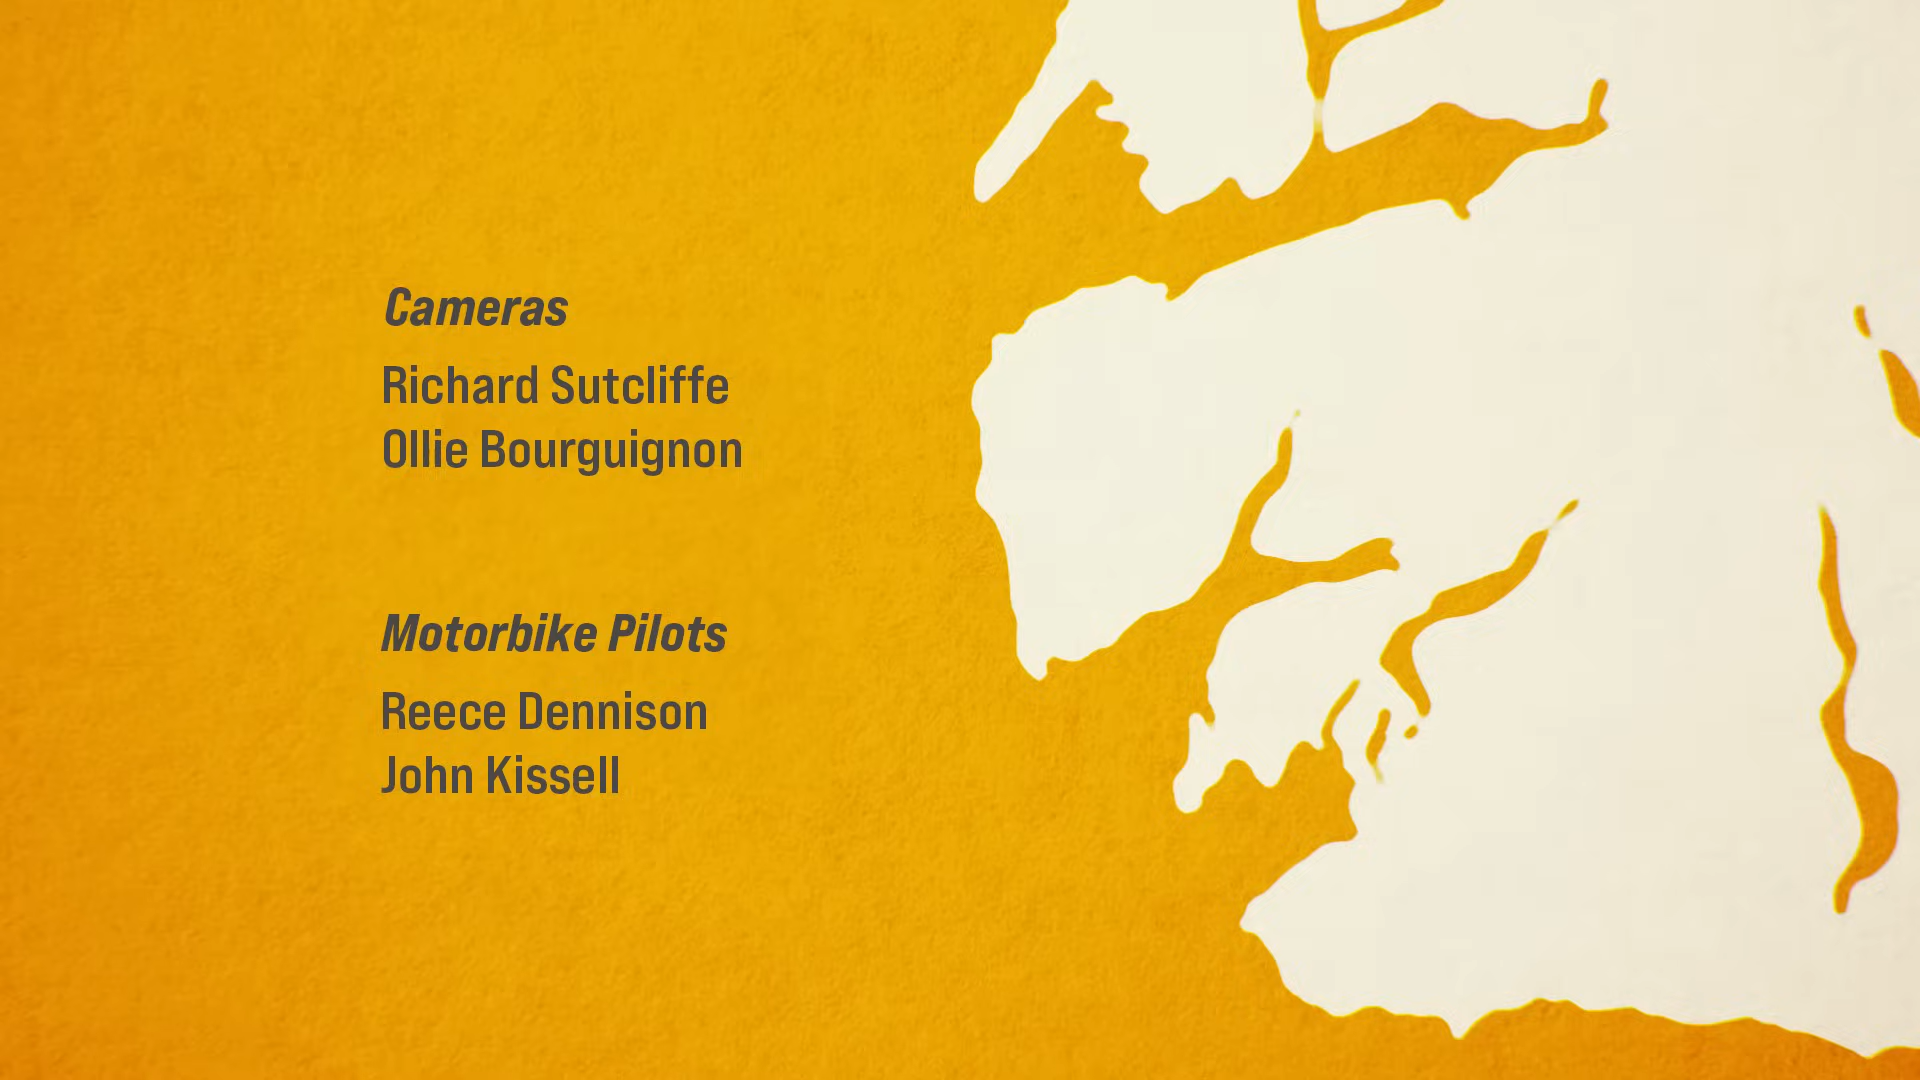 Cameras
Richard Sutcliffe
Ollie Bourguignon
Motorbike Pilots
Reece Dennison
John Kissell